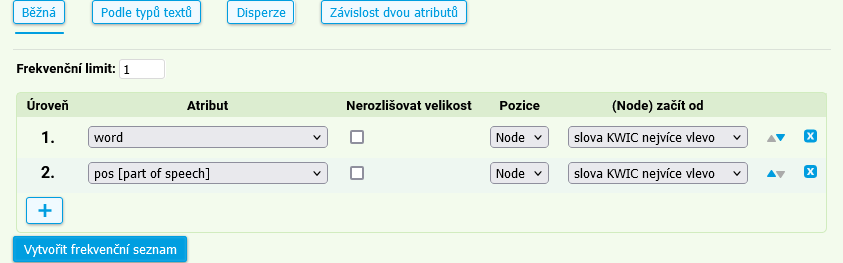 Běžná Podle typů textů Disperze Závislost dvou atributů
Frekvenční limit: 1
Úroveň Atribut Nerozlišovat velikost Pozice (Node) začít od
1. word Node slova KWIC nejvíce vlevo
2. pos [part of speech] Node slova KWIC nejvíce vlevo
+
Vytvořit frekvenční seznam